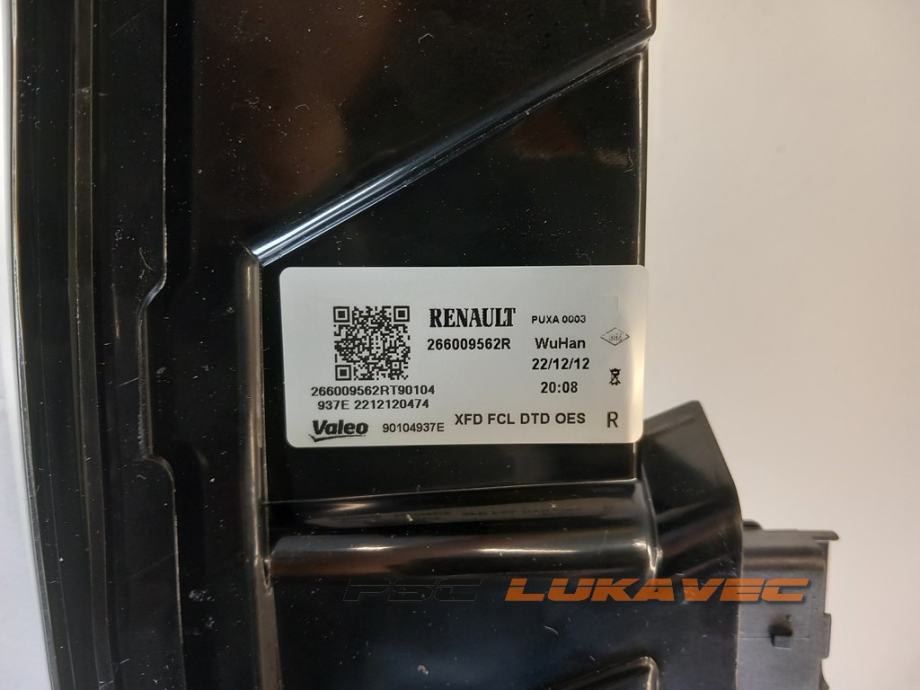 RENAULT PUXA 0003
266009562R WuHan
22/12/12
266009562RT90104 20:08
937E 2212120474
Valeo 90104937E XFD FCL DTD OES R
PSC LUKAVEC